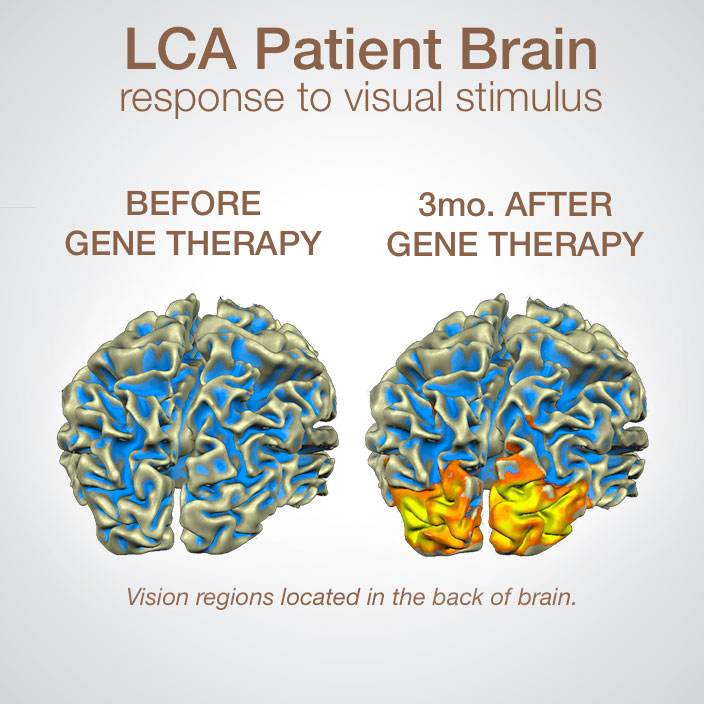 LCA Patient Brain
response to visual stimulus
BEFORE
GENE THERAPY
3mo. AFTER
GENE THERAPY
Vision regions located in the back of brain.